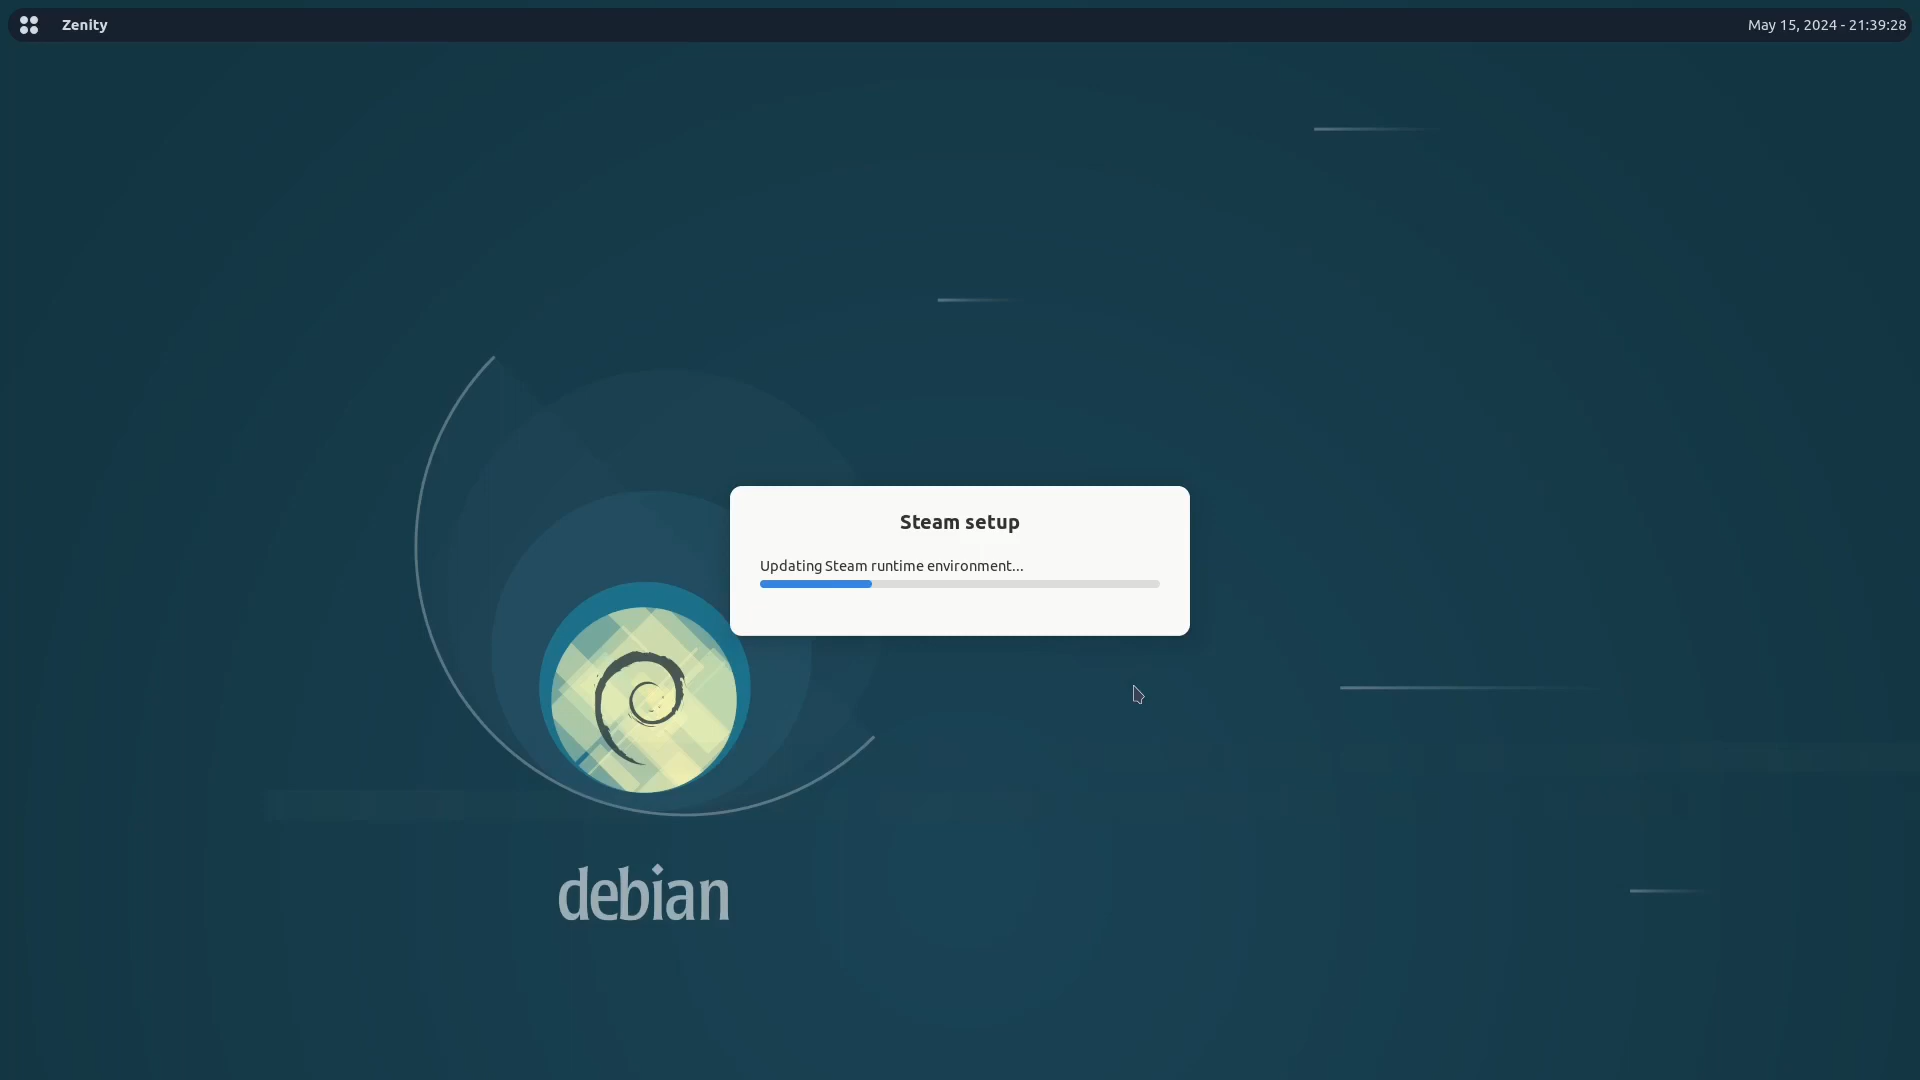 Zenity
May 15, 2024 - 21:39:28
Steam setup
Updating Steam runtime environment...
debian